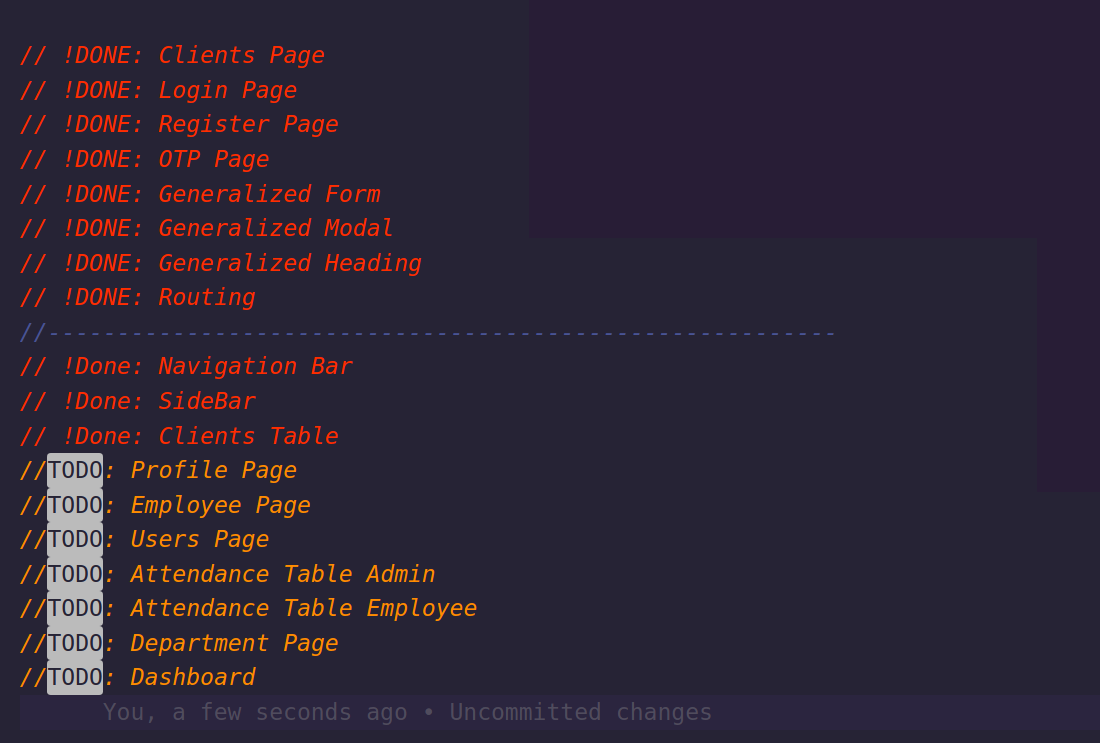 // !DONE: Clients Page
// !DONE: Login Page
// !DONE: Register Page
// !DONE: OTP Page
// !DONE: Generalized Form
// !DONE: Generalized Modal
// !DONE: Generalized Heading
// !DONE: Routing
//---------------------------------------------------------
// !Done: Navigation Bar
// !Done: SideBar
// !Done: Clients Table
//TODO: Profile Page
//TODO: Employee Page
//TODO: Users Page
//TODO: Attendance Table Admin
//TODO: Attendance Table Employee
//TODO: Department Page
//TODO: Dashboard
You, a few seconds ago • Uncommitted changes